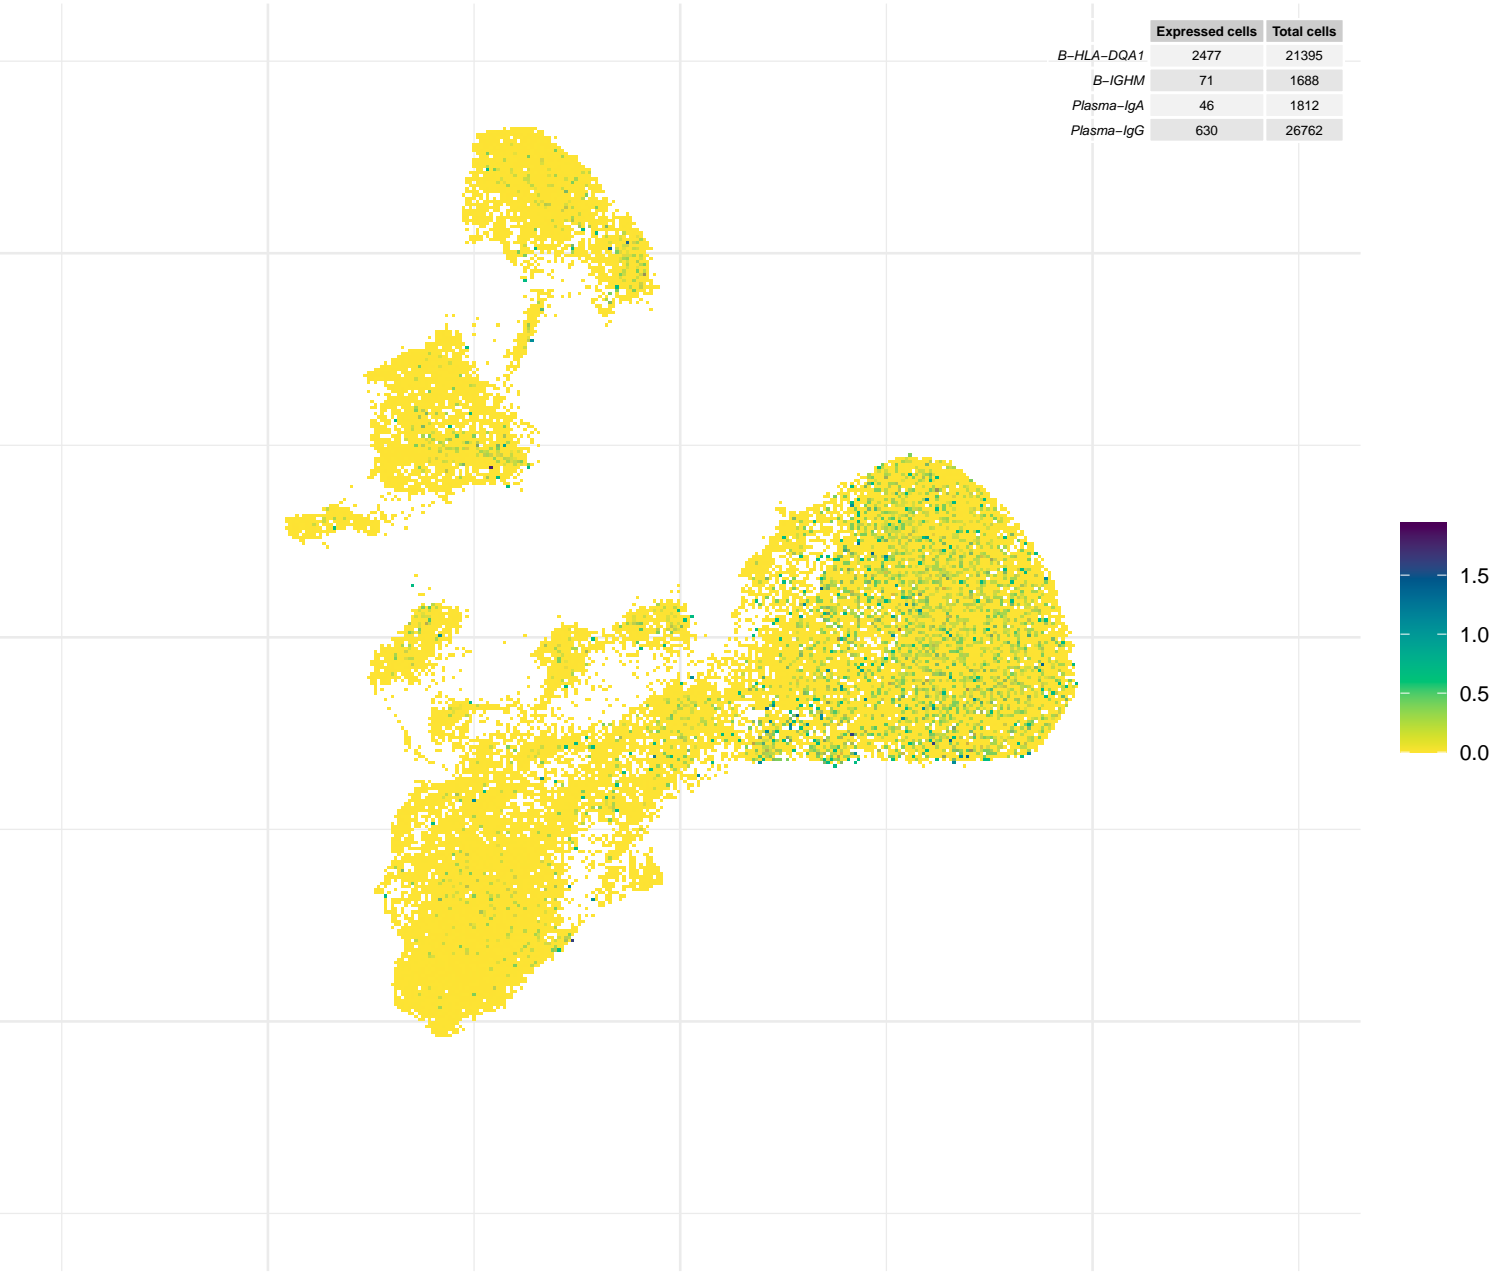 Expressed cells Total cells
B−HLA−DQA1 2477 21395
B−IGHM 71 1688
Plasma−IgA 46 1812
Plasma−IgG 630 26762
1.5
1.0
0.5
0.0